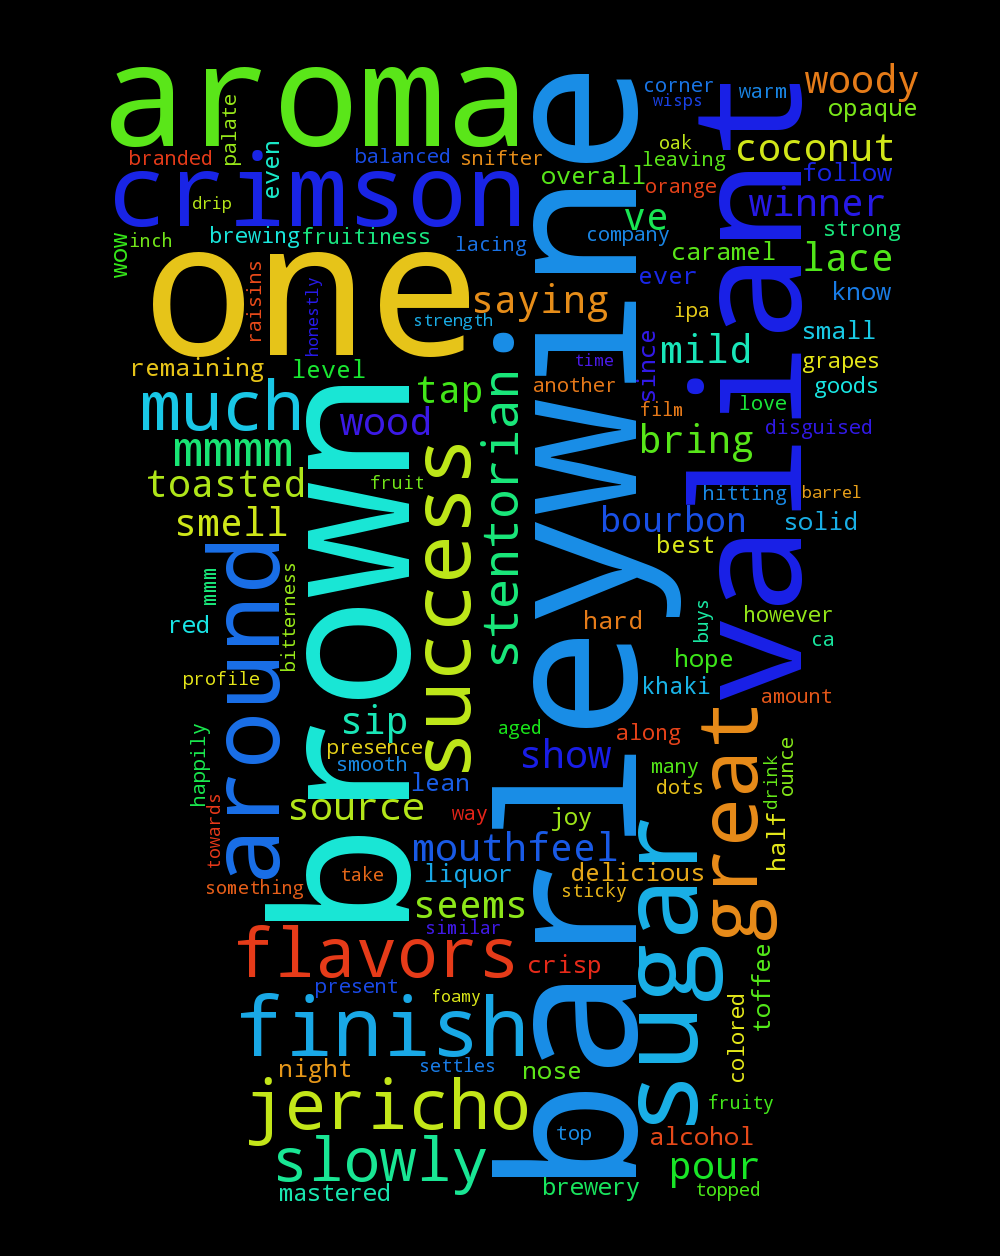 aroma
woody
corner
wisps
warm
opaque
palate
branded
balanced
snifter
oak
leaving
coconut
even
crimson
overall
orange
follow
drip
winner
ve
wow
inch
brewing
fruitiness
lacing
company
strong
caramel
lace
one
raisins
honestly
saying
ever
know
strength
ipa
small
remaining
level
time
since
mild
grapes
much
tap
another
film
love
goods
wood
disguised
mmmm
bring
toasted
fruit
hitting
barrel
smell
success
stentorian
bourbon
solid
best
around
brown
barleywine
valiant
mmm
bitterness
red
hard
buys
however
ca
hope
profile
khaki
amount
sip
great
aged
along
happily
presence
smooth
show
many
drink
ounce
lean
dots
towards
source
way
joy
half
mouthfeel
something
take
liquor
delicious
sticky
seems
sugar
similar
flavors
crisp
toffee
present
foamy
finish
colored
night
settles
nose
jericho
fruity
top
alcohol
slowly
pour
mastered
brewery
topped